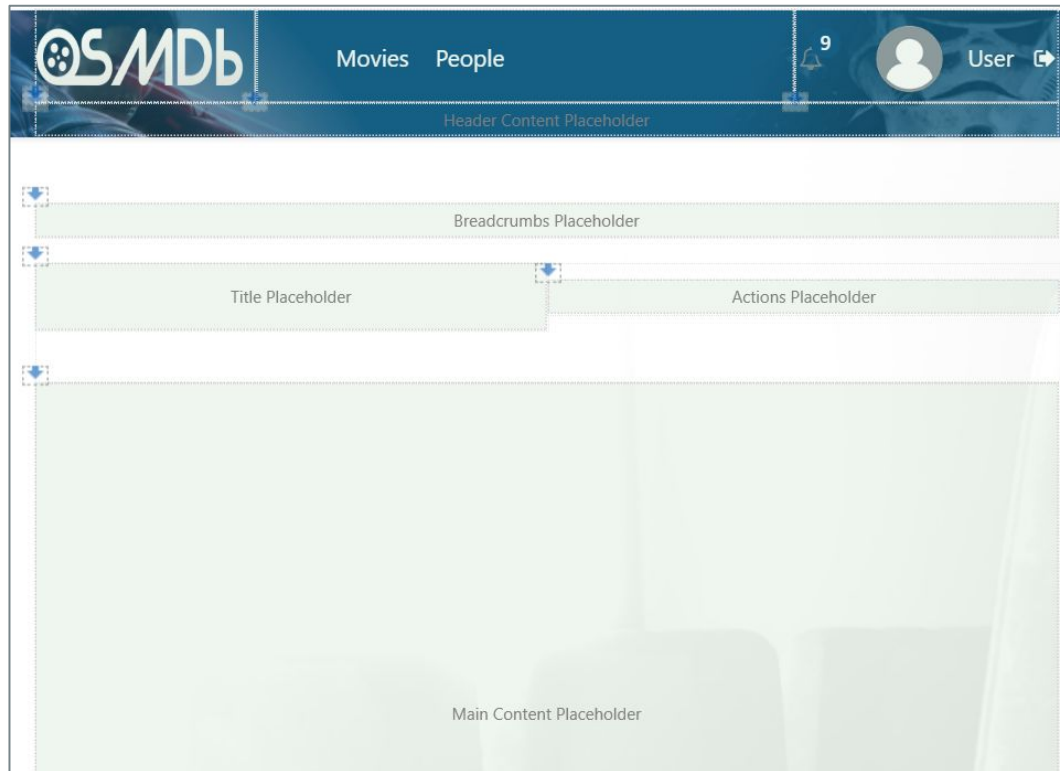 OSMDb
Movies People 9 User
Header Content Placeholder
Breadcrumbs Placeholder
Title Placeholder Actions Placeholder
Main Content Placeholder